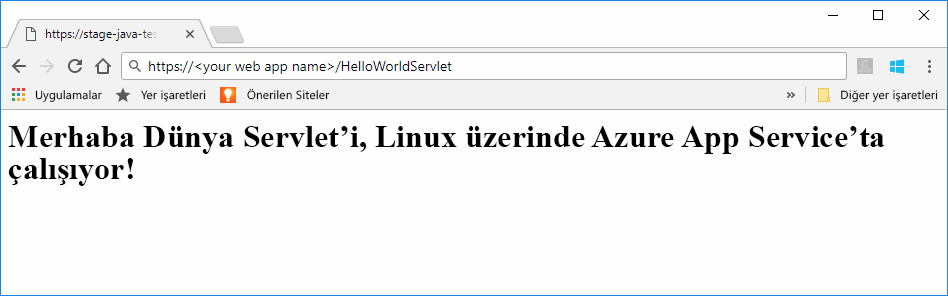 https://stage-java-tes
https://<your web app name>/HelloWorldServlet
Uygulamalar Yer işaretleri Önerilen Siteler » Diğer yer işaretleri
Merhaba Dünya Servlet’i, Linux üzerinde Azure App Service’ta
çalışıyor!